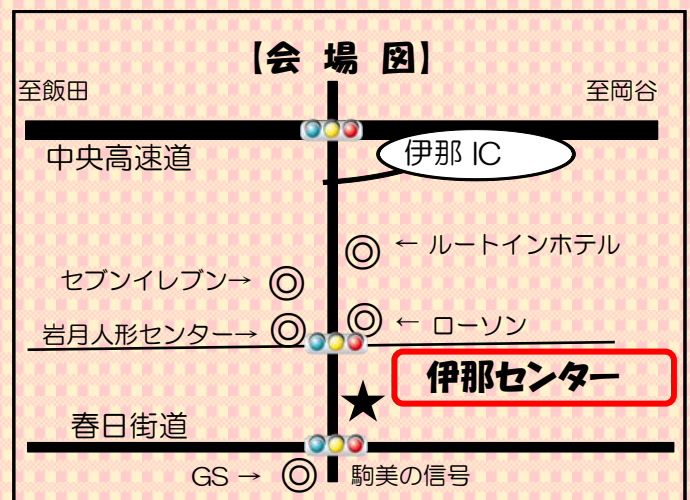 【会 場 図】
至飯田
至岡谷
中央高速道
伊那 IC
← ルートインホテル
セブンイレブン→
岩月人形センター→
← ローソン
伊那センター
春日街道
GS →
駒美の信号